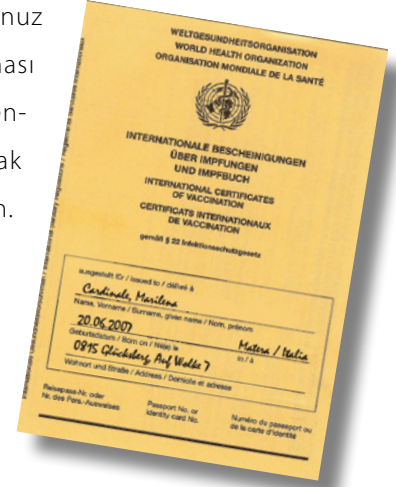 nuz
ması
en-
ak
n.
WELTGESUNDHEITSORGANISATION
WORLD HEALTH ORGANIZATION
ORGANISATION MONDIALE DE LA SANTÉ
INTERNATIONALE BESCHEINIGUNGEN
ÜBER IMPFUNGEN
UND IMPFBUCH
INTERNATIONAL CERTIFICATES
OF VACCINATION
CERTIFICATS INTERNATIONAUX
DE VACCINATION
gemäß § 22 Infektionsschutzgesetz
ausgestellt für / issued to / délivré à
Cardinale, Marilena
Name, Vorname / Surname, given name / Nom, prénom
20.06.2007 Matera / Italia
Geburtsdatum / Born on / Né(e) le in / à
0815 Glücksberg Auf Wolke 7
Wohnort und Straße / Address / Domicile et adresse
Reisepass-Nr. oder
Nr. des Pers.-Ausweises
Passport No. or
identity card No.
Numéro du passeport ou
de la carte d'identité